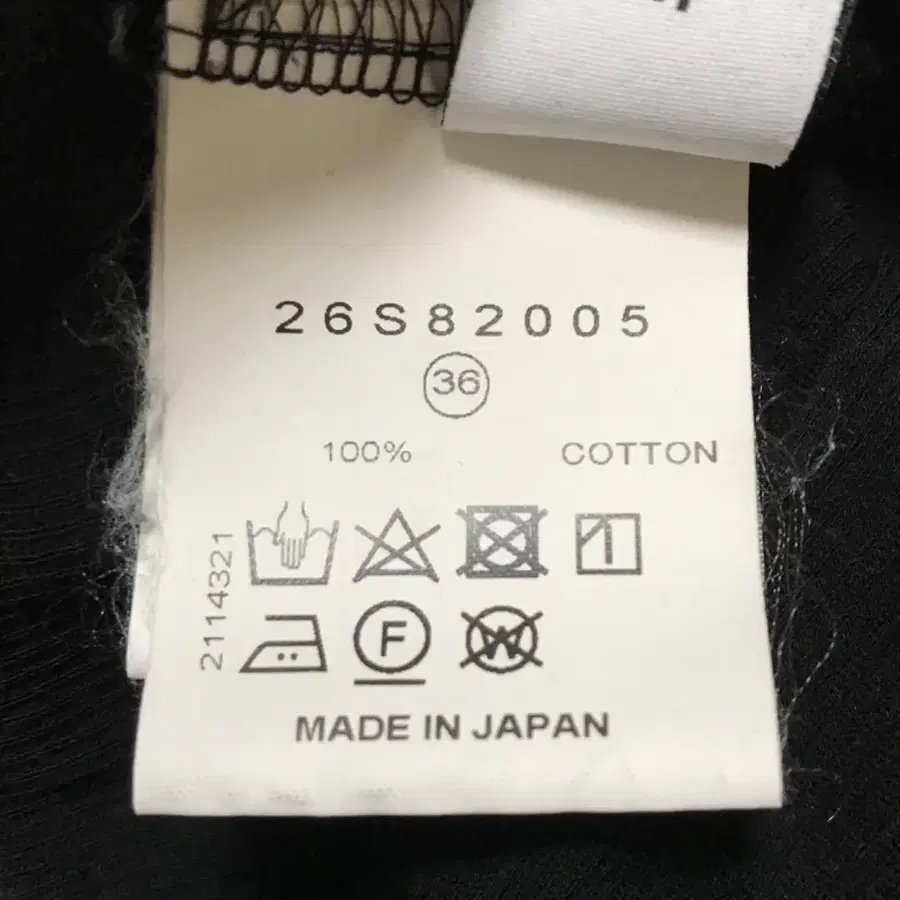 26S82005
36
100% COTTON
2114321
F
W
MADE IN JAPAN